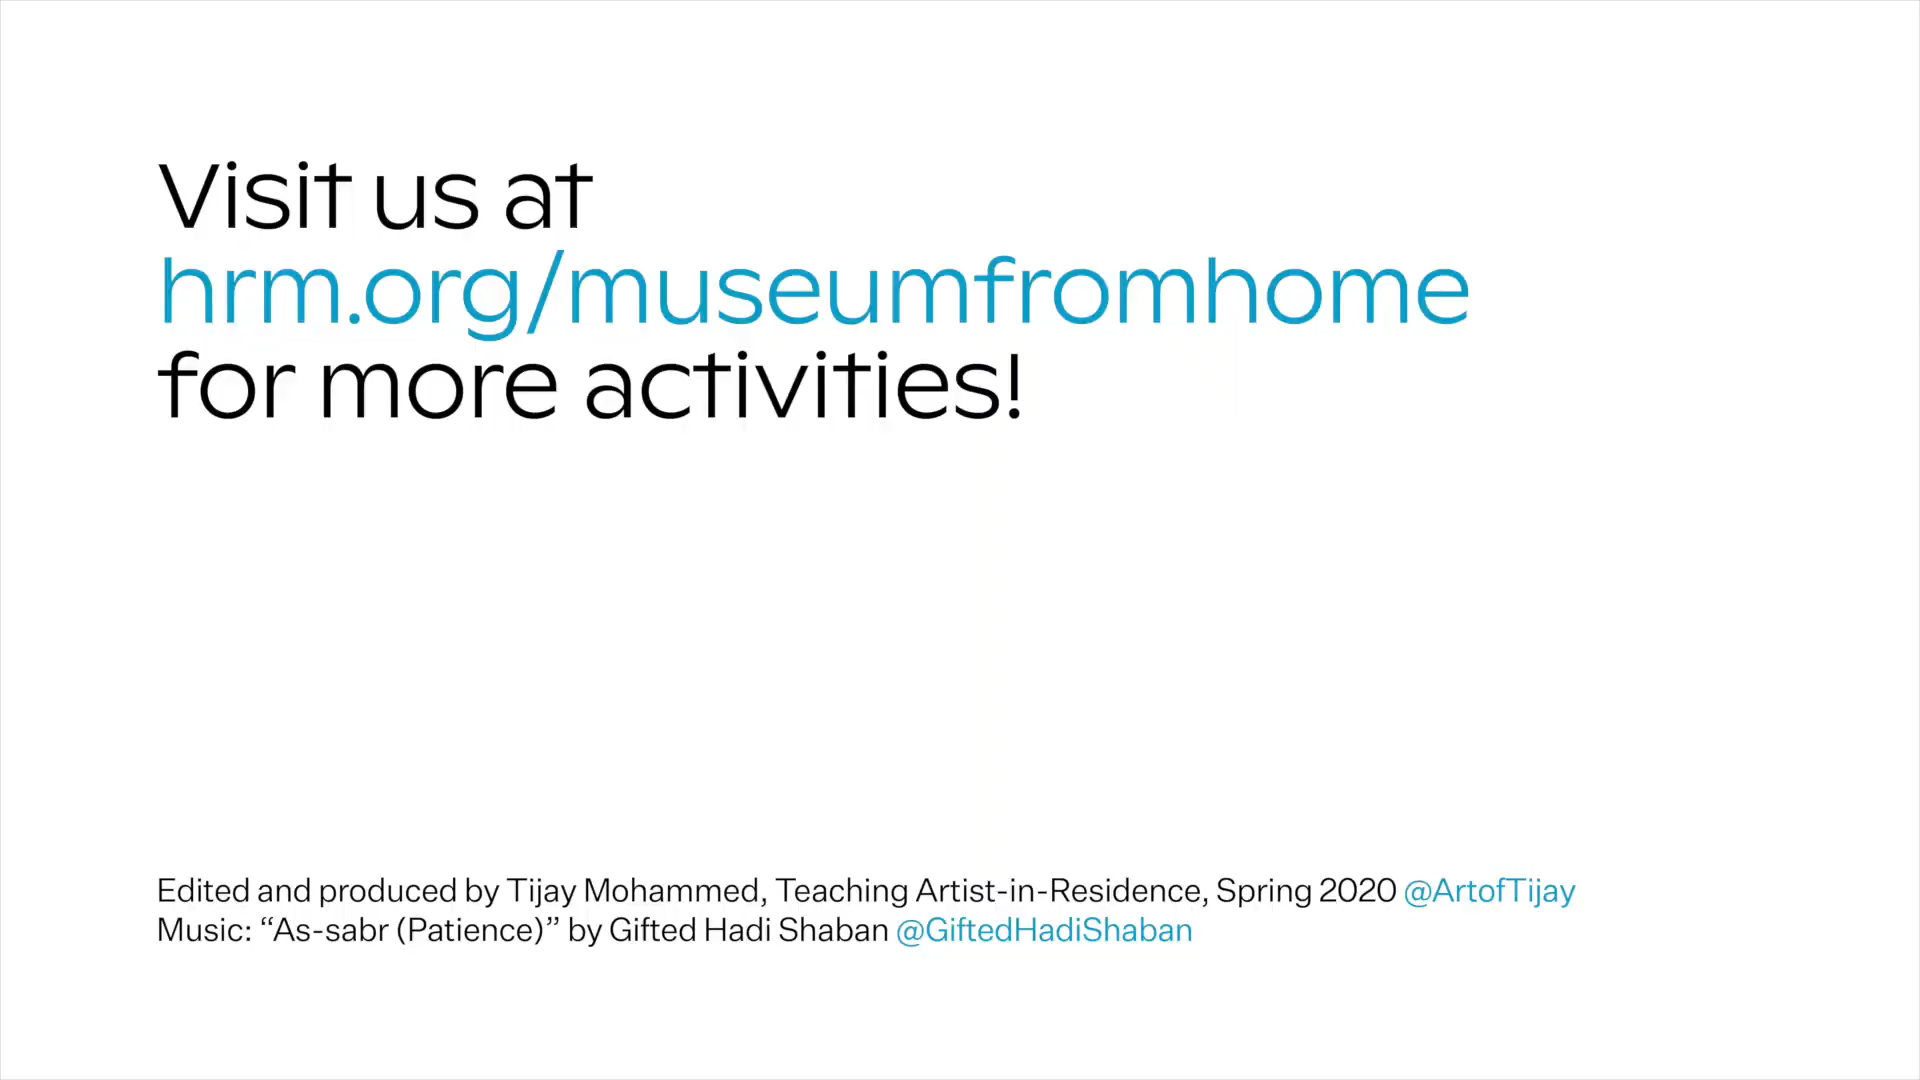 Visit us at
hrm.org/museumfromhome
for more activities!
Edited and produced by Tijay Mohammed, Teaching Artist-in-Residence, Spring 2020 @ArtofTijay
Music: “As-sabr (Patience)” by Gifted Hadi Shaban @GiftedHadiShaban